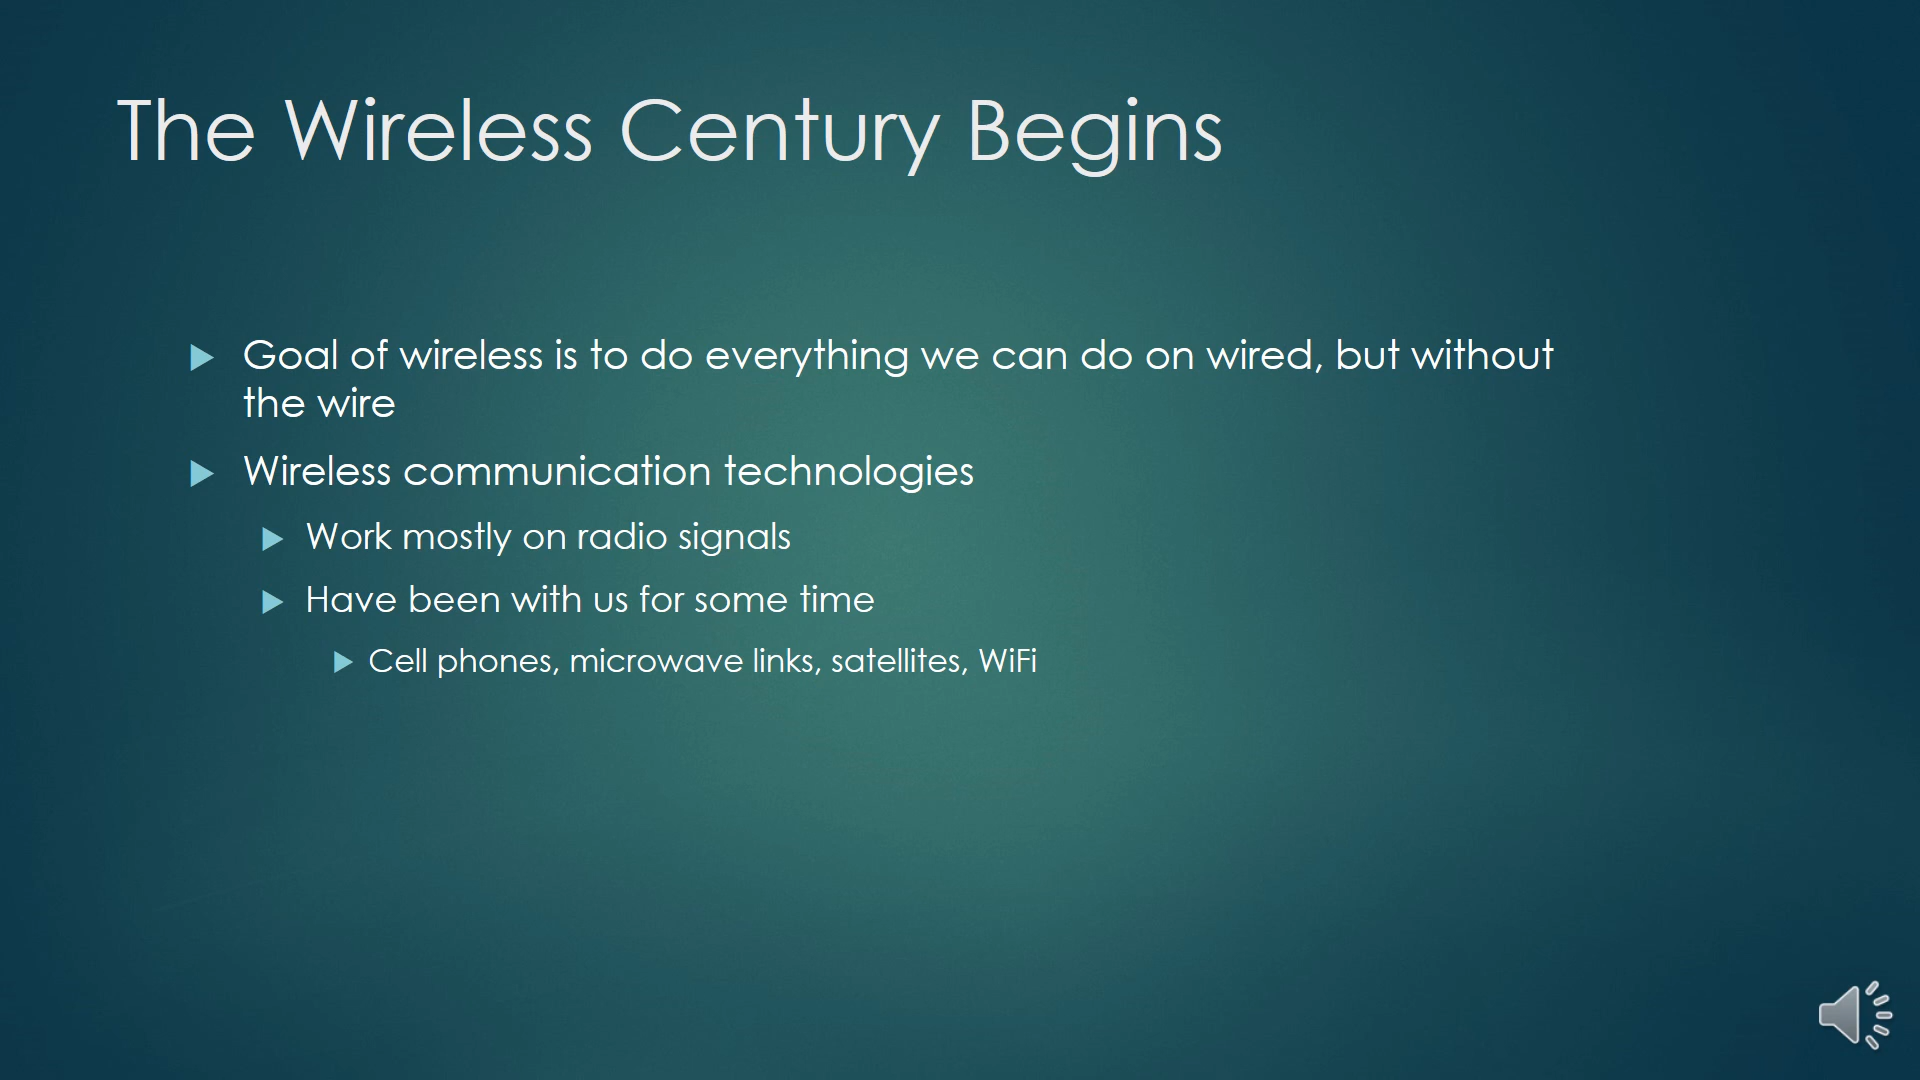 The Wireless Century Begins
Goal of wireless is to do everything we can do on wired, but without
the wire
Wireless communication technologies
Work mostly on radio signals
Have been with us for some time
Cell phones, microwave links, satellites, WiFi